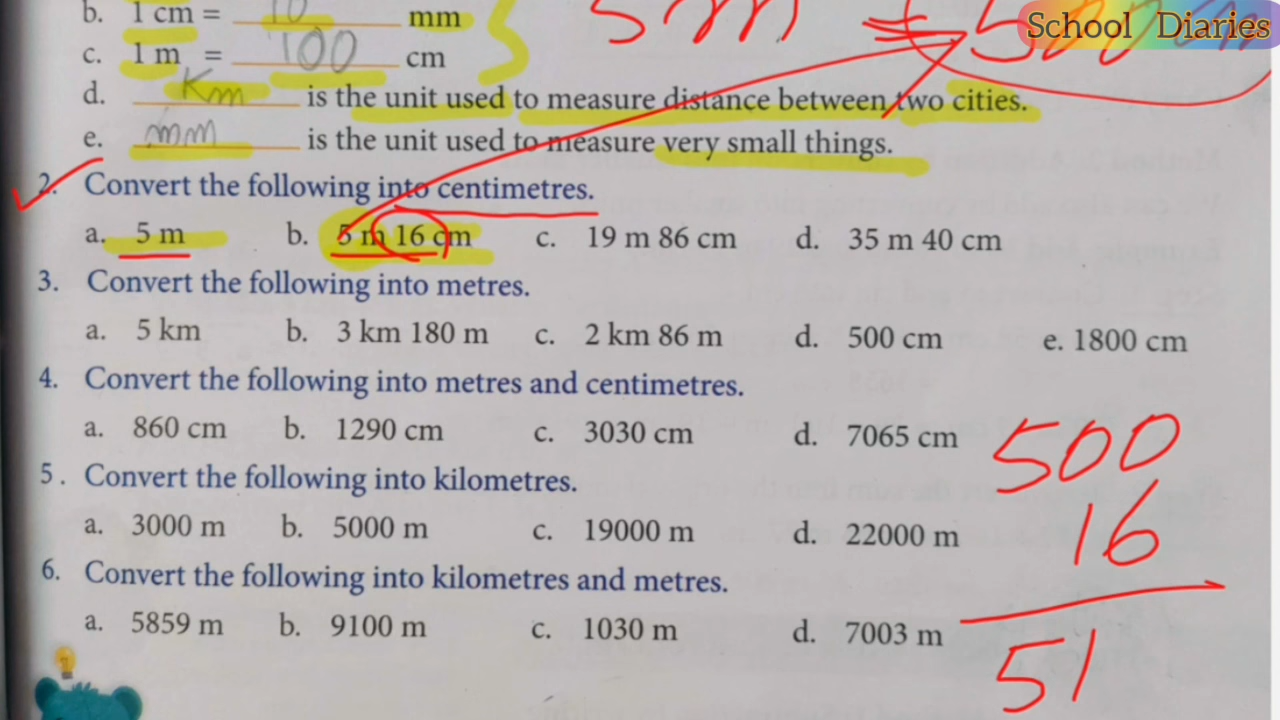 School Diaries
5m = 500 cm
b. 1 cm = 10 mm
c. 1 m = 100 cm
d. Km is the unit used to measure distance between two cities.
e. mm is the unit used to measure very small things.
2. Convert the following into centimetres.
a. 5 m b. 5 m 16 cm c. 19 m 86 cm d. 35 m 40 cm
3. Convert the following into metres.
a. 5 km b. 3 km 180 m c. 2 km 86 m d. 500 cm e. 1800 cm
4. Convert the following into metres and centimetres.
a. 860 cm b. 1290 cm c. 3030 cm d. 7065 cm
5. Convert the following into kilometres.
a. 3000 m b. 5000 m c. 19000 m d. 22000 m
6. Convert the following into kilometres and metres.
a. 5859 m b. 9100 m c. 1030 m d. 7003 m
500
16
51